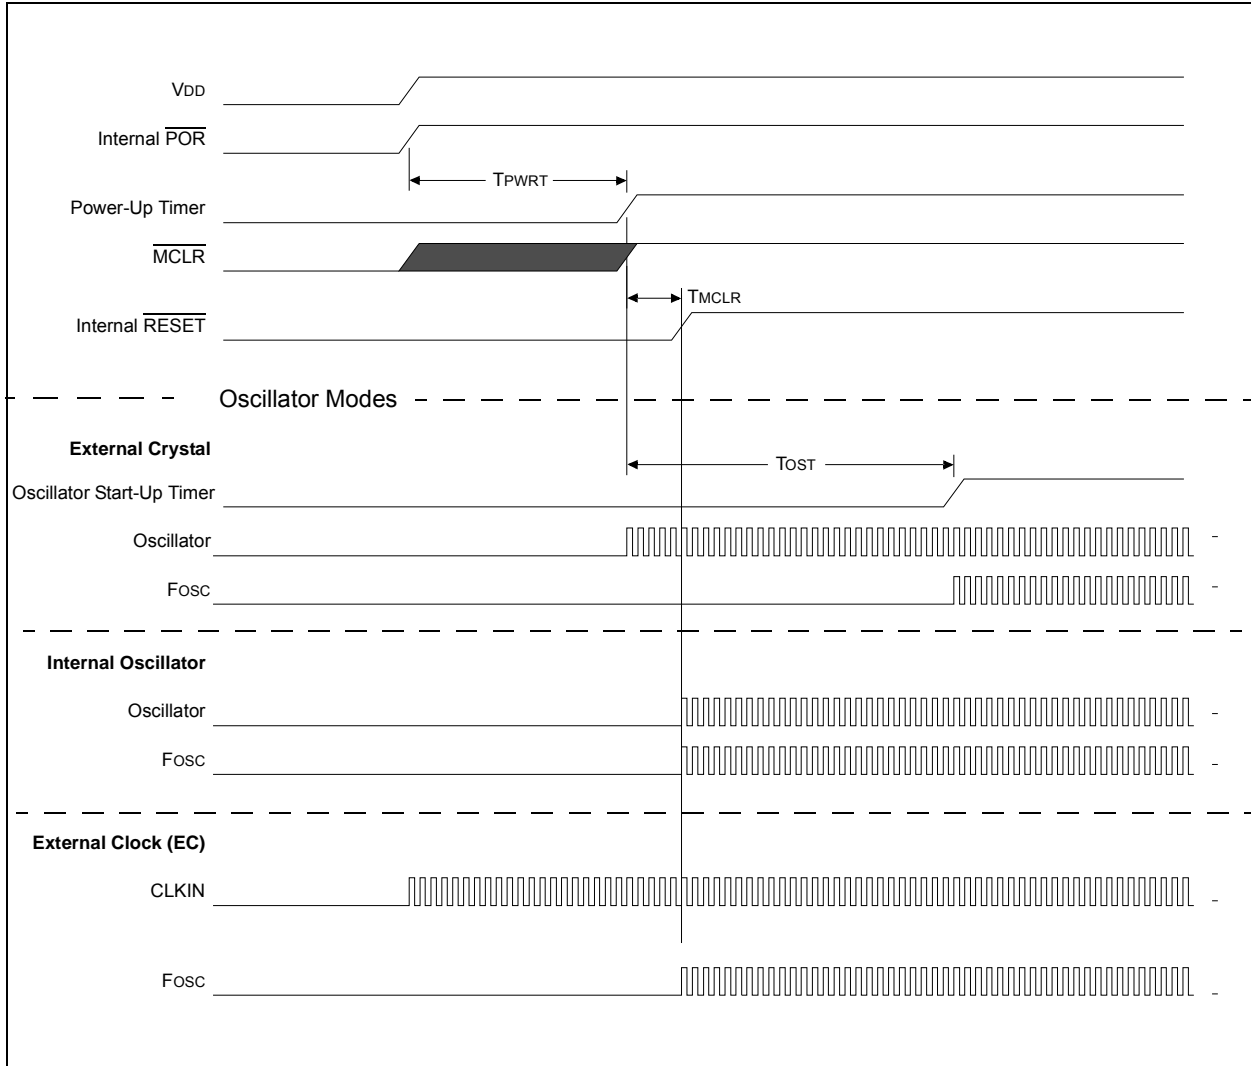 VDD
Internal POR
TPWRT
Power-Up Timer
MCLR
TMCLR
Internal RESET
Oscillator Modes
External Crystal
TOST
Oscillator Start-Up Timer
Oscillator
FOSC
Internal Oscillator
Oscillator
FOSC
External Clock (EC)
CLKIN
FOSC